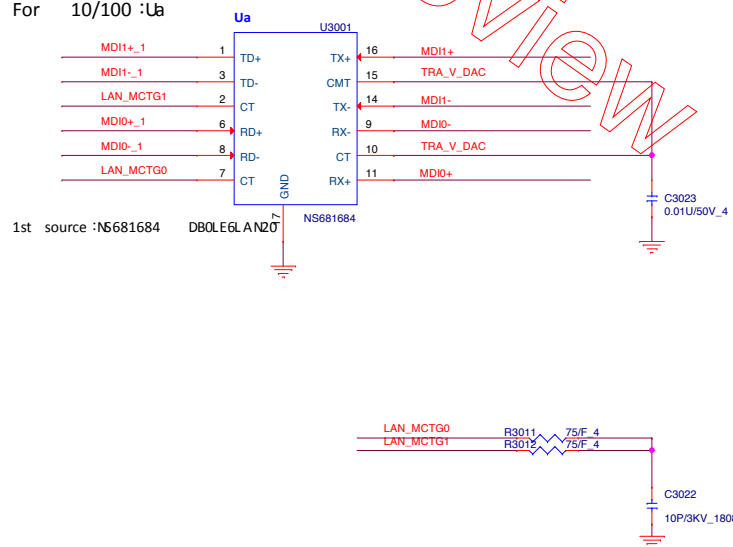 For 10/100 :Ua
Ua
U3001
MDI1+_1 1 TD+ TX+ 16 MDI1+
MDI1-_1 3 TD- CMT 15 TRA_V_DAC
LAN_MCTG1 2 CT TX- 14 MDI1-
MDI0+_1 6 RD+ RX- 9 MDI0-
MDI0-_1 8 RD- CT 10 TRA_V_DAC
LAN_MCTG0 7 CT RX+ 11 MDI0+
GND
C3023
0.01U/50V_4
NS681684
1st source :NS681684 DB0LE6LAN20
7
LAN_MCTG0 R3011 75/F_4
LAN_MCTG1 R3012 75/F_4
C3022
10P/3KV_1808